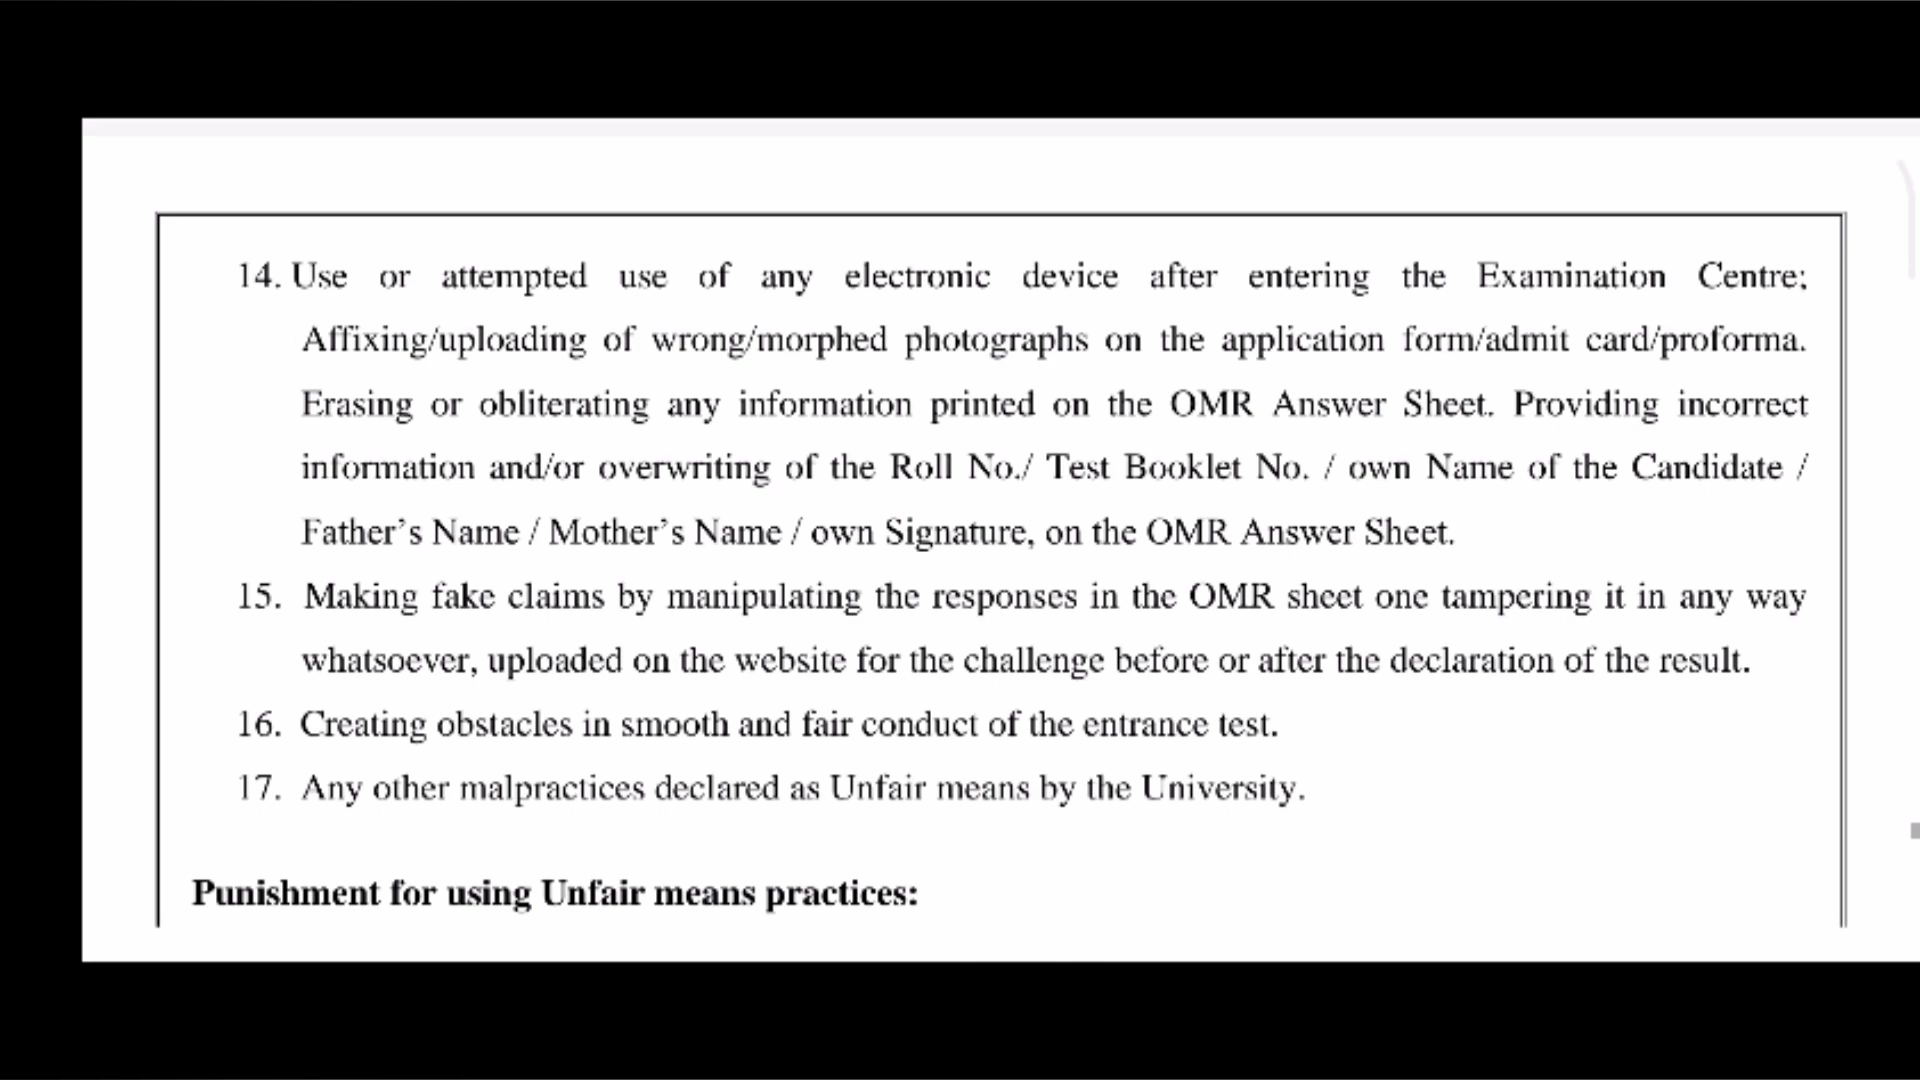 14. Use or attempted use of any electronic device after entering the Examination Centre;
Affixing/uploading of wrong/morphed photographs on the application form/admit card/proforma.
Erasing or obliterating any information printed on the OMR Answer Sheet. Providing incorrect
information and/or overwriting of the Roll No./ Test Booklet No. / own Name of the Candidate /
Father’s Name / Mother’s Name / own Signature, on the OMR Answer Sheet.
15. Making fake claims by manipulating the responses in the OMR sheet one tampering it in any way
whatsoever, uploaded on the website for the challenge before or after the declaration of the result.
16. Creating obstacles in smooth and fair conduct of the entrance test.
17. Any other malpractices declared as Unfair means by the University.
Punishment for using Unfair means practices: